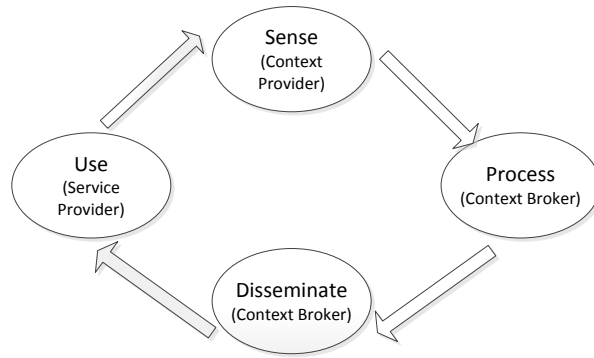 Sense
(Context
Provider)
Process
(Context Broker)
Disseminate
(Context Broker)
Use
(Service
Provider)